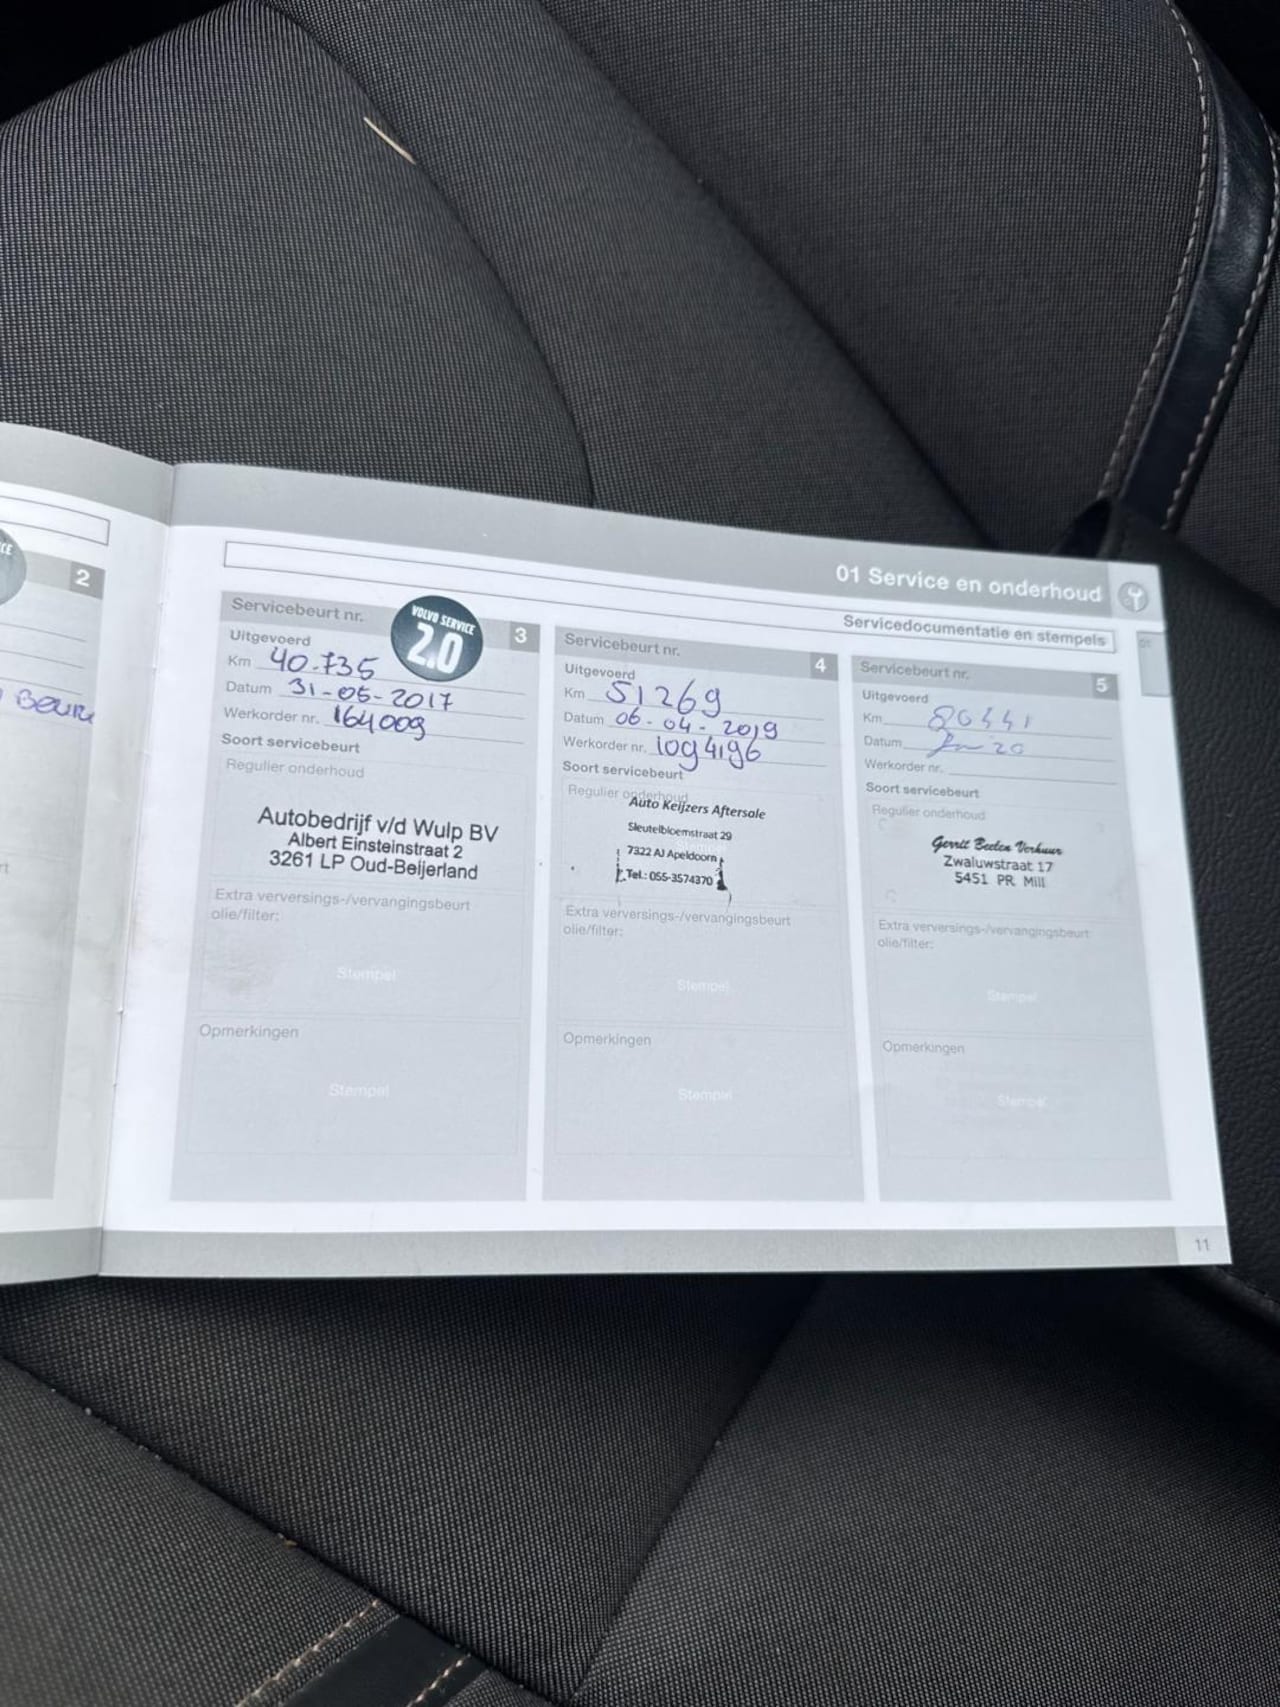 2
01 Service en onderhoud
Servicedocumentatie en stempels
Servicebeurt nr. 3
VOLVO SERVICE
2.0
Uitgevoerd
Km 40.735
Datum 31-05-2017
Werkorder nr. 164009
Soort servicebeurt
Regulier onderhoud
Autobedrijf v/d Wulp BV
Albert Einsteinstraat 2
3261 LP Oud-Beijerland
Extra verversings-/vervangingsbeurt
olie/filter:
Stempel
Opmerkingen
Stempel
Servicebeurt nr. 4
Uitgevoerd
Km 51269
Datum 06-04-2019
Werkorder nr. 1094196
Soort servicebeurt
Regulier onderhoud
Auto Keijzers Aftersale
Sleutelbloemstraat 29
7322 AJ Apeldoorn
Tel.: 055-3574370
Extra verversings-/vervangingsbeurt
olie/filter:
Stempel
Opmerkingen
Stempel
Servicebeurt nr. 5
Uitgevoerd
Km
Datum 20
Werkorder nr.
Soort servicebeurt
Regulier onderhoud
Gerrit Beelen Verhuur
Zwaluwstraat 17
5451 PR Mill
Extra verversings-/vervangingsbeurt
olie/filter:
Stempel
Opmerkingen
Stempel
11